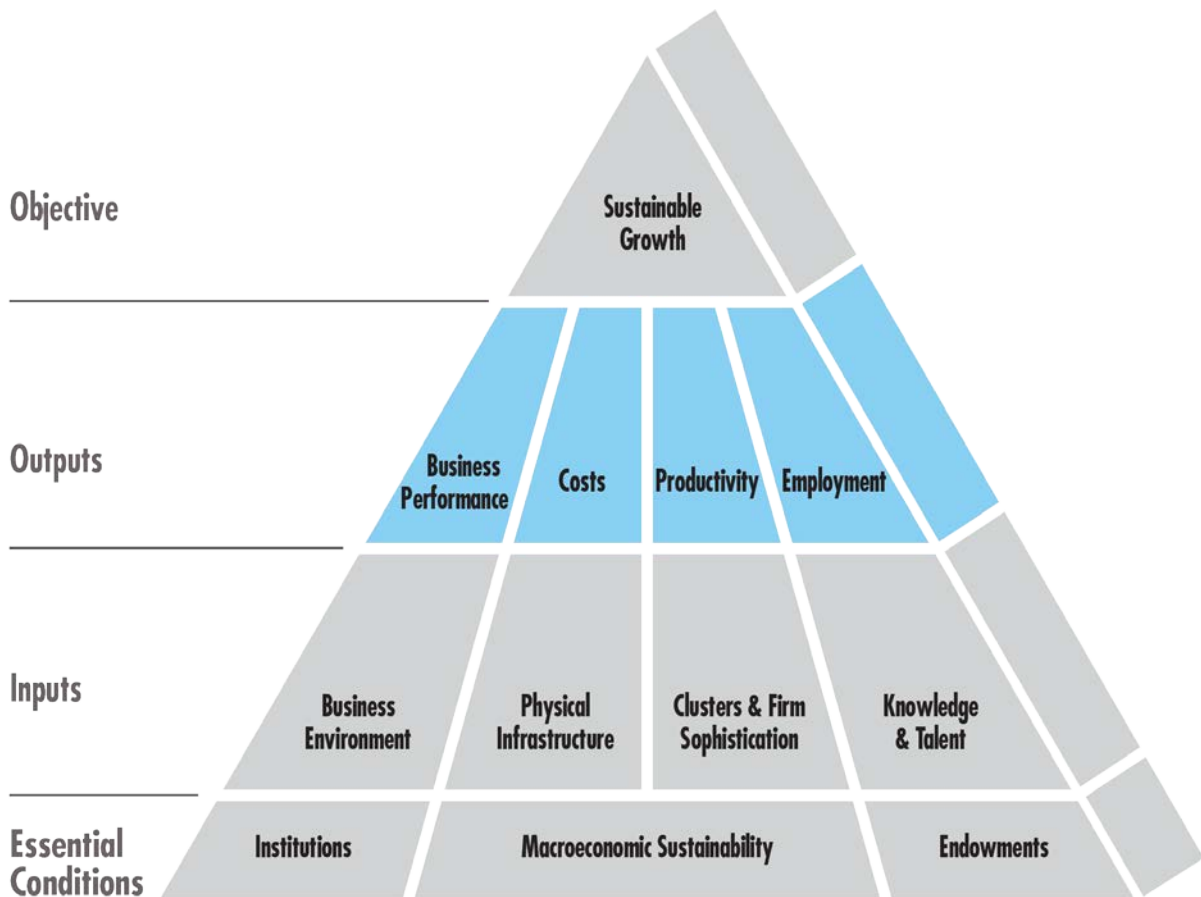 Objective
Sustainable
Growth
Outputs
Business
Performance
Costs
Productivity
Employment
Inputs
Business
Environment
Physical
Infrastructure
Clusters & Firm
Sophistication
Knowledge
& Talent
Essential
Conditions
Institutions
Macroeconomic Sustainability
Endowments